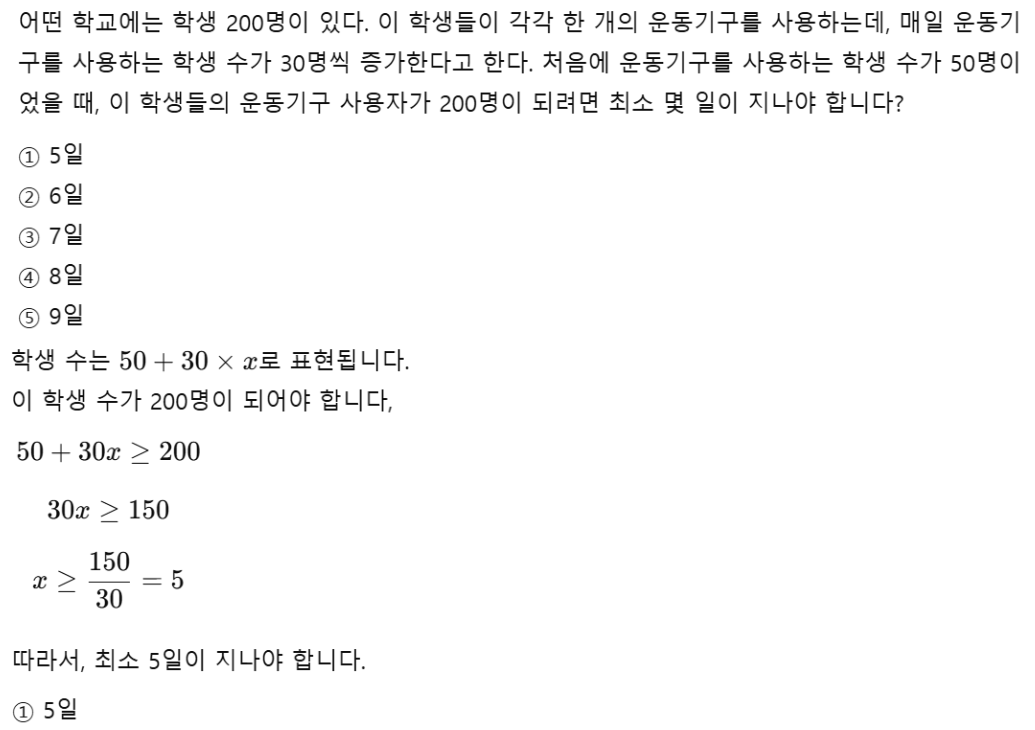 어떤 학교에는 학생 200명이 있다. 이 학생들이 각각 한 개의 운동기구를 사용하는데, 매일 운동기
구를 사용하는 학생 수가 30명씩 증가한다고 한다. 처음에 운동기구를 사용하는 학생 수가 50명이
었을 때, 이 학생들의 운동기구 사용자가 200명이 되려면 최소 몇 일이 지나야 합니다?
① 5일
② 6일
③ 7일
④ 8일
⑤ 9일
학생 수는 50 + 30 × x로 표현됩니다.
이 학생 수가 200명이 되어야 합니다,
50 + 30x ≥ 200
30x ≥ 150
x ≥ 150/30 = 5
따라서, 최소 5일이 지나야 합니다.
① 5일